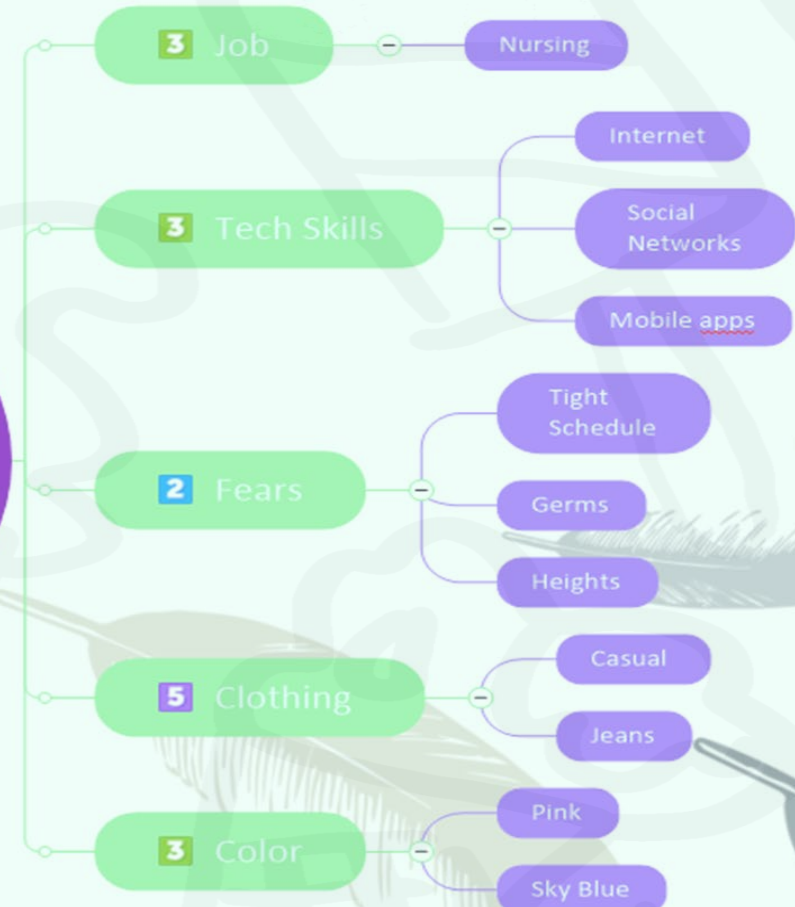 3 Job
Nursing
3 Tech Skills
Internet
Social
Networks
Mobile apps
2 Fears
Tight
Schedule
Germs
Heights
5 Clothing
Casual
Jeans
3 Color
Pink
Sky Blue